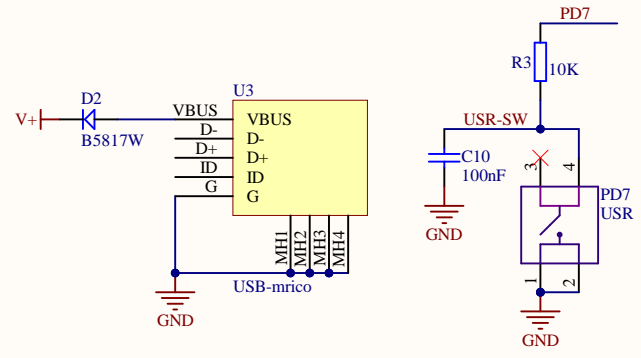 PD7
R3
10K
U3
D2
V+
B5817W
VBUS
D-
D+
ID
G
VBUS
D-
D+
ID
G
MH1
MH2
MH3
MH4
USB-mrico
GND
USR-SW
C10
100nF
GND
3
4
PD7
USR
1
2
GND